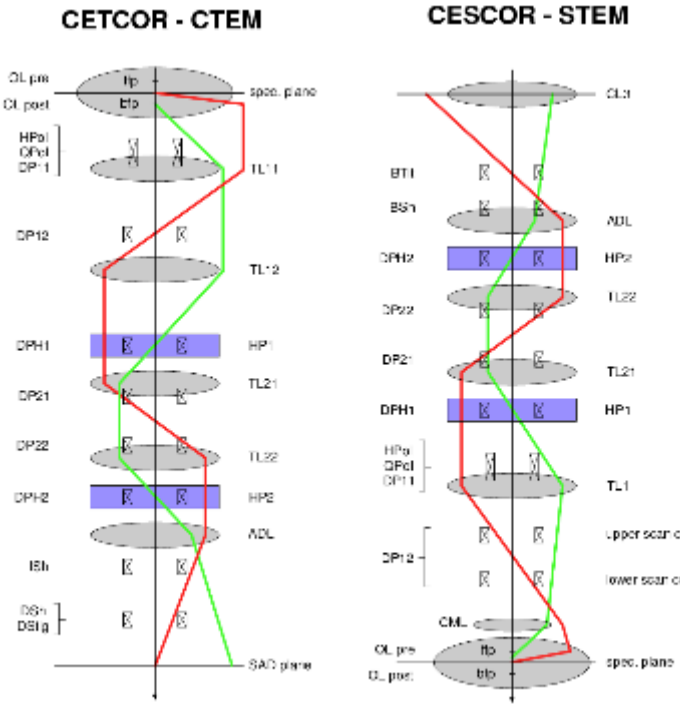 CETCOR - CTEM
OL pre
ffp
spec. plane
OL post
bfp
HPol
QPol
DP11
TL11
DP12
TL12
DPH1
HP1
TL21
DP21
DP22
TL22
DPH2
HP2
ADL
ISh
DSh
DStig
SAD plane
CESCOR - STEM
CL3
BTlt
BSh
ADL
DPH2
HP2
TL22
DP22
DP21
TL21
DPH1
HP1
HPol
QPol
DP11
TL1
upper scan c
DP12
lower scan c
CML
OL pre
ffp
spec. plane
OL post
bfp